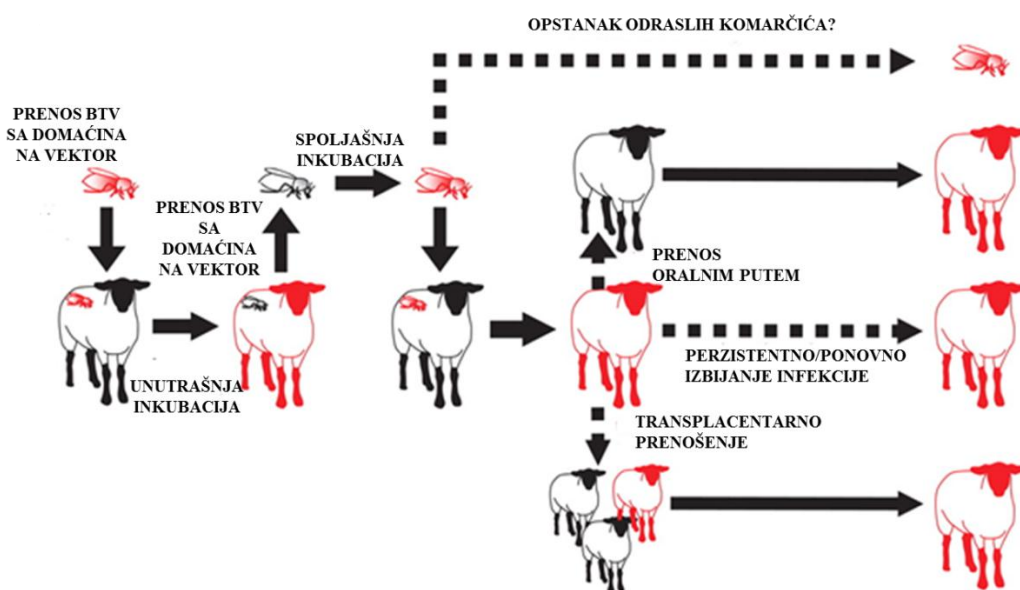 OPSTANAK ODRASLIH KOMARČIĆA?
PRENOS BTV
SA DOMAĆINA
NA VEKTOR
SPOLJAŠNJA
INKUBACIJA
PRENOS BTV
SA
DOMAĆINA
NA VEKTOR
PRENOS
ORALNIM PUTEM
UNUTRAŠNJA
INKUBACIJA
PERZISTENTNO/PONOVNO
IZBIJANJE INFEKCIJE
TRANSPLACENTARNO
PRENOŠENJE